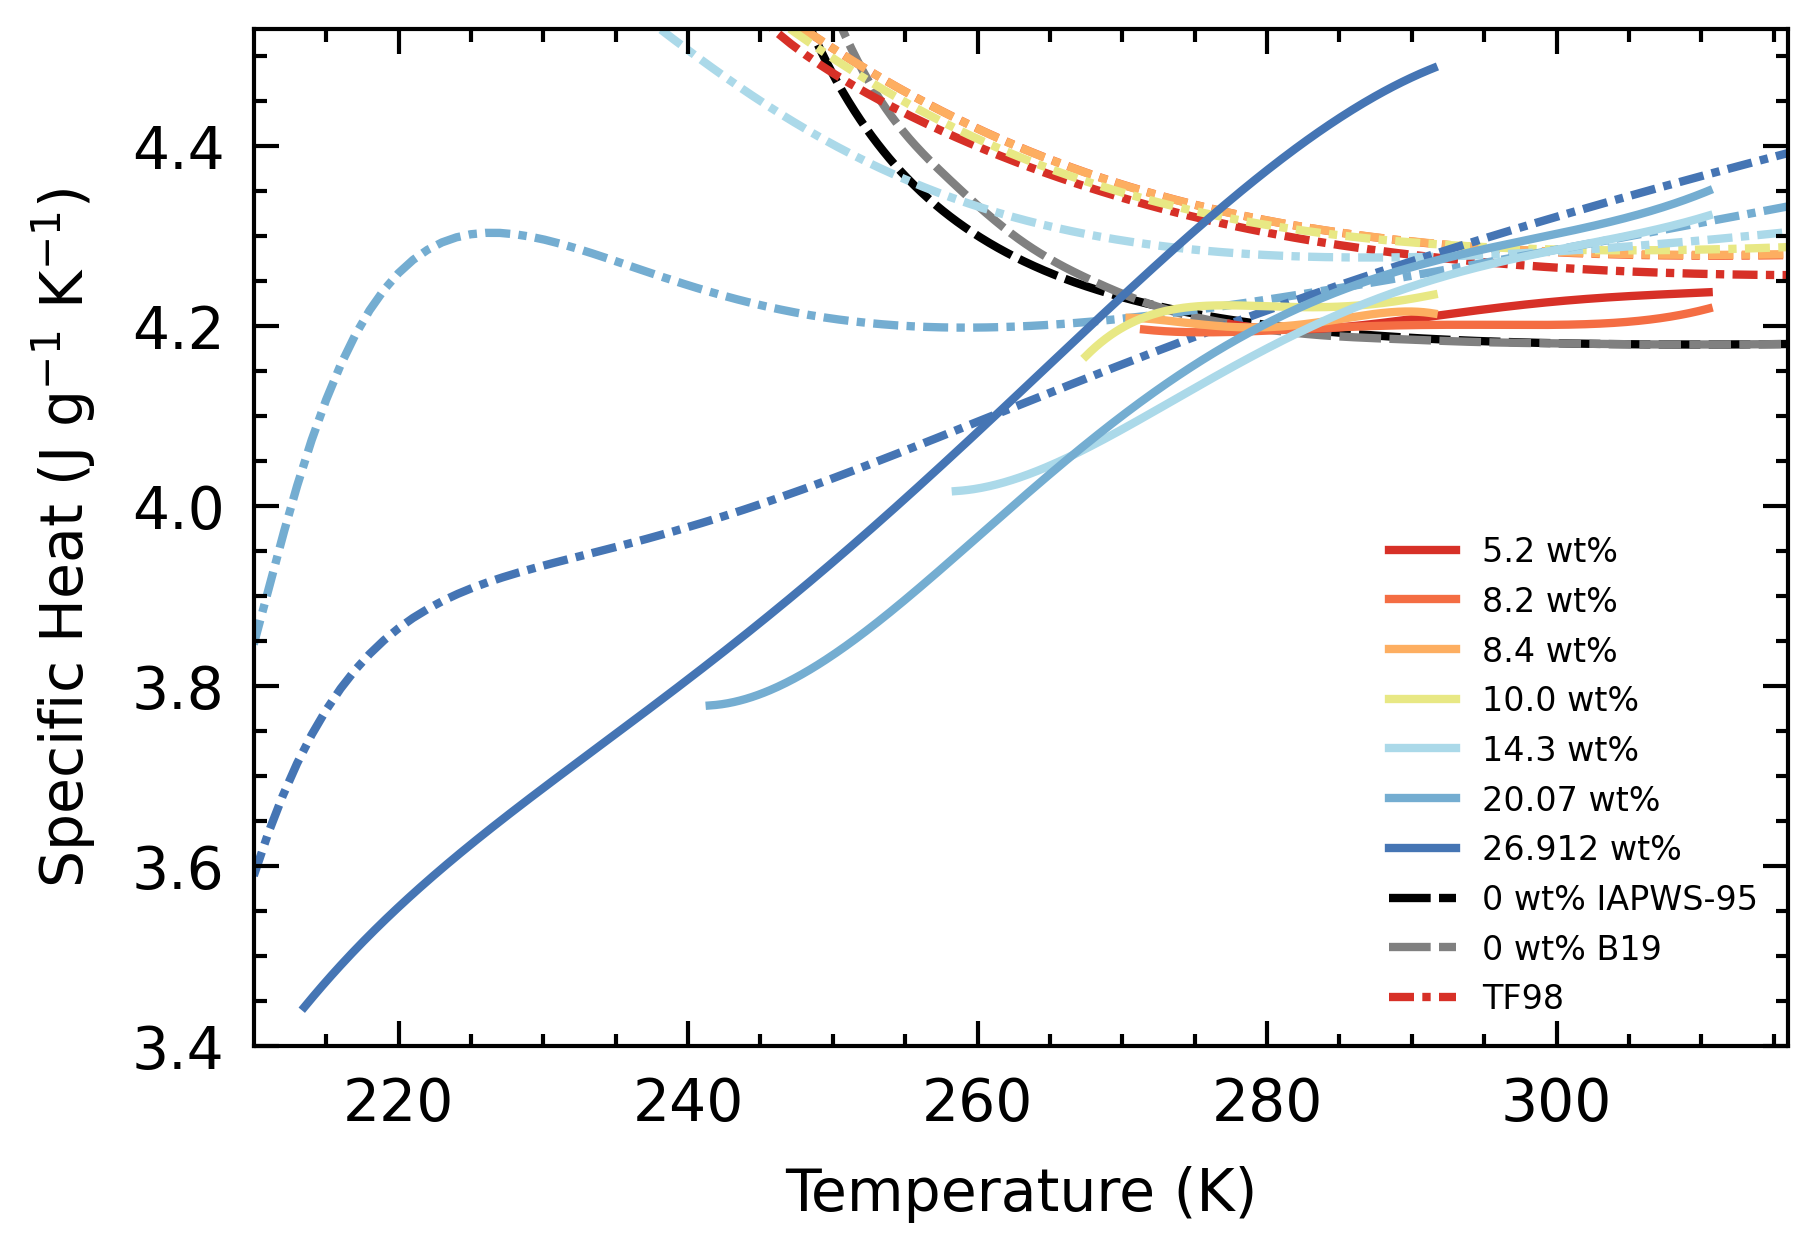 Specific Heat (J g⁻¹ K⁻¹)
4.4
4.2
4.0
3.8
3.6
3.4
5.2 wt%
8.2 wt%
8.4 wt%
10.0 wt%
14.3 wt%
20.07 wt%
26.912 wt%
0 wt% IAPWS-95
0 wt% B19
TF98
220 240 260 280 300
Temperature (K)